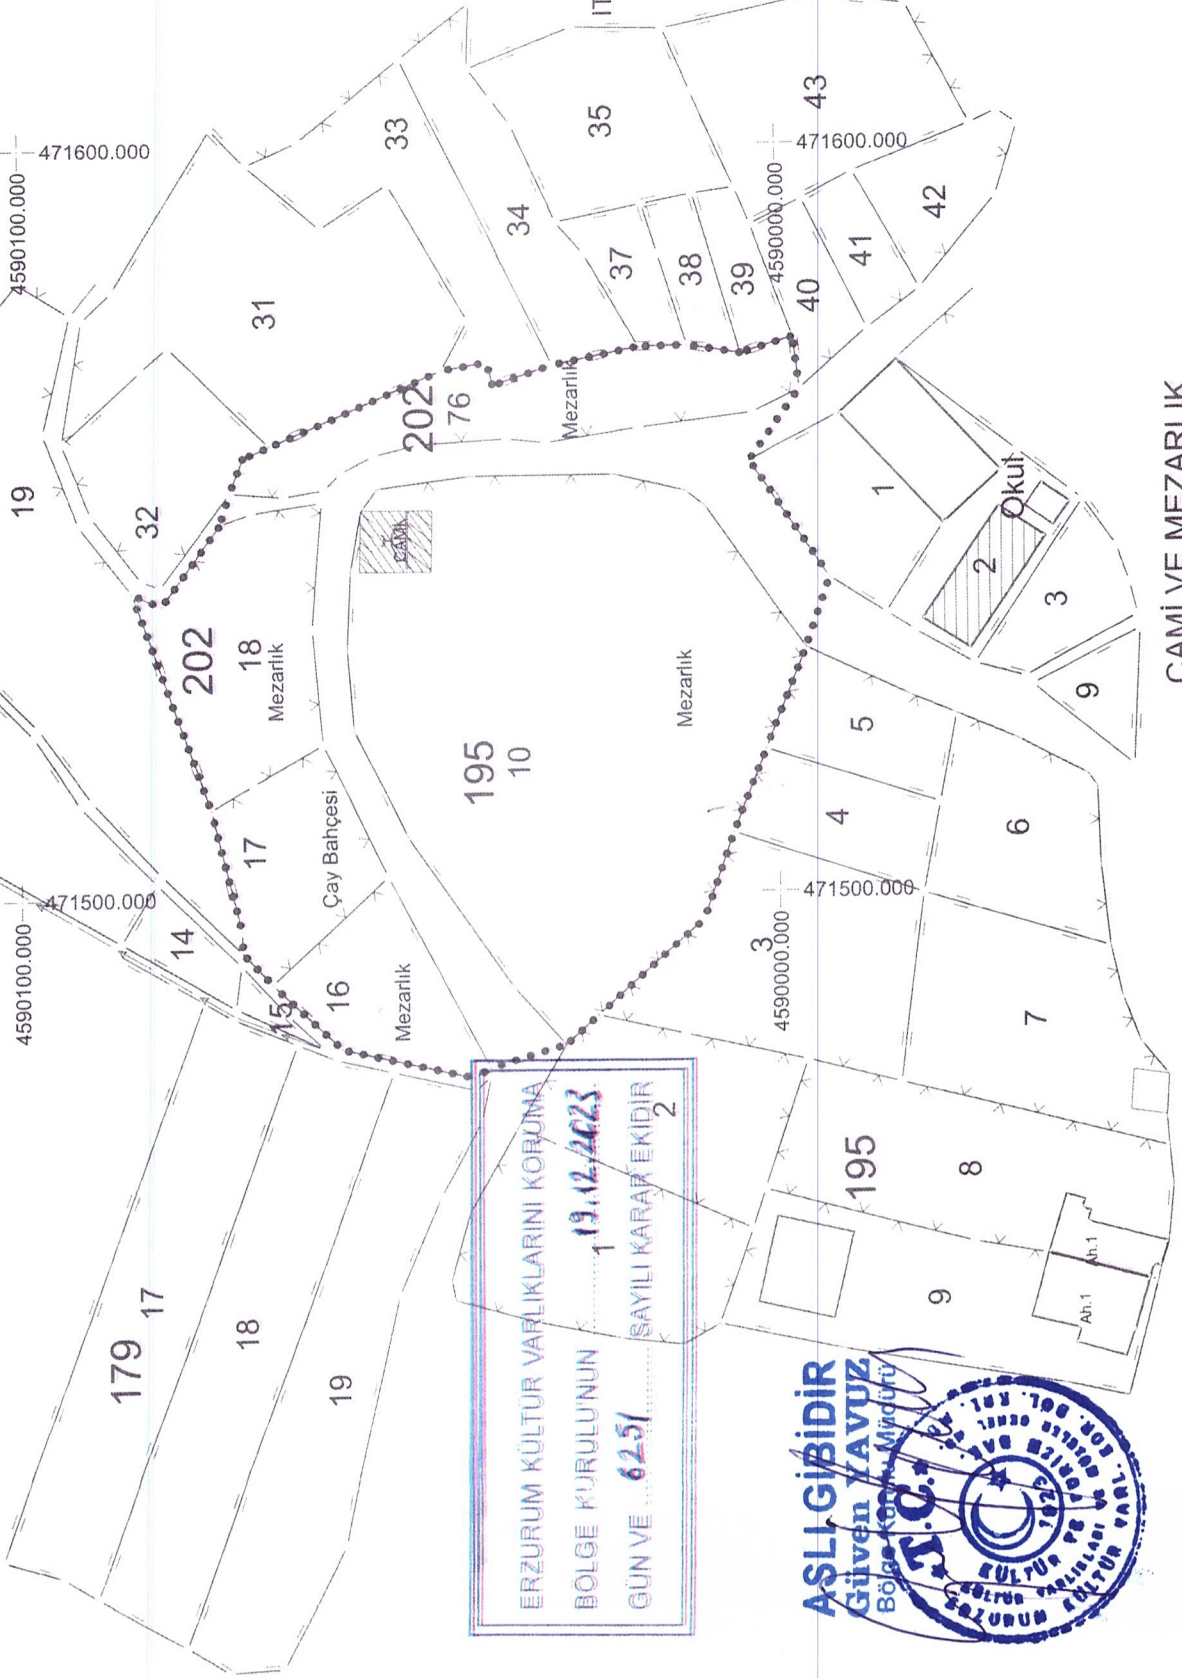 19
4590100.000
471600.000
33
35
43
34
31
37
38
39
4590000.000
471600.000
41
42
40
32
202
76
Mezarlık
CAMİ
1
Okul
2
3
9
202
18
Mezarlık
195
10
Mezarlık
5
4
6
17
Çay Bahçesi
14
15
16
Mezarlık
4590100.000
471500.000
3
4590000.000
471500.000
7
8
195
9
Ah.1
Ah.1
179
17
18
19
1
2
CAMİ VE MEZARLIK
ERZURUM KÜLTÜR VARLIKLARINI KORUMA
BÖLGE KURULU'NUN 19.12.2023
GÜN VE 6251 SAYILI KARAR EKİDİR
ASLI GİBİDİR
Güven YAVUZ
Bölge Koruma Müdürü
T.C.
1923